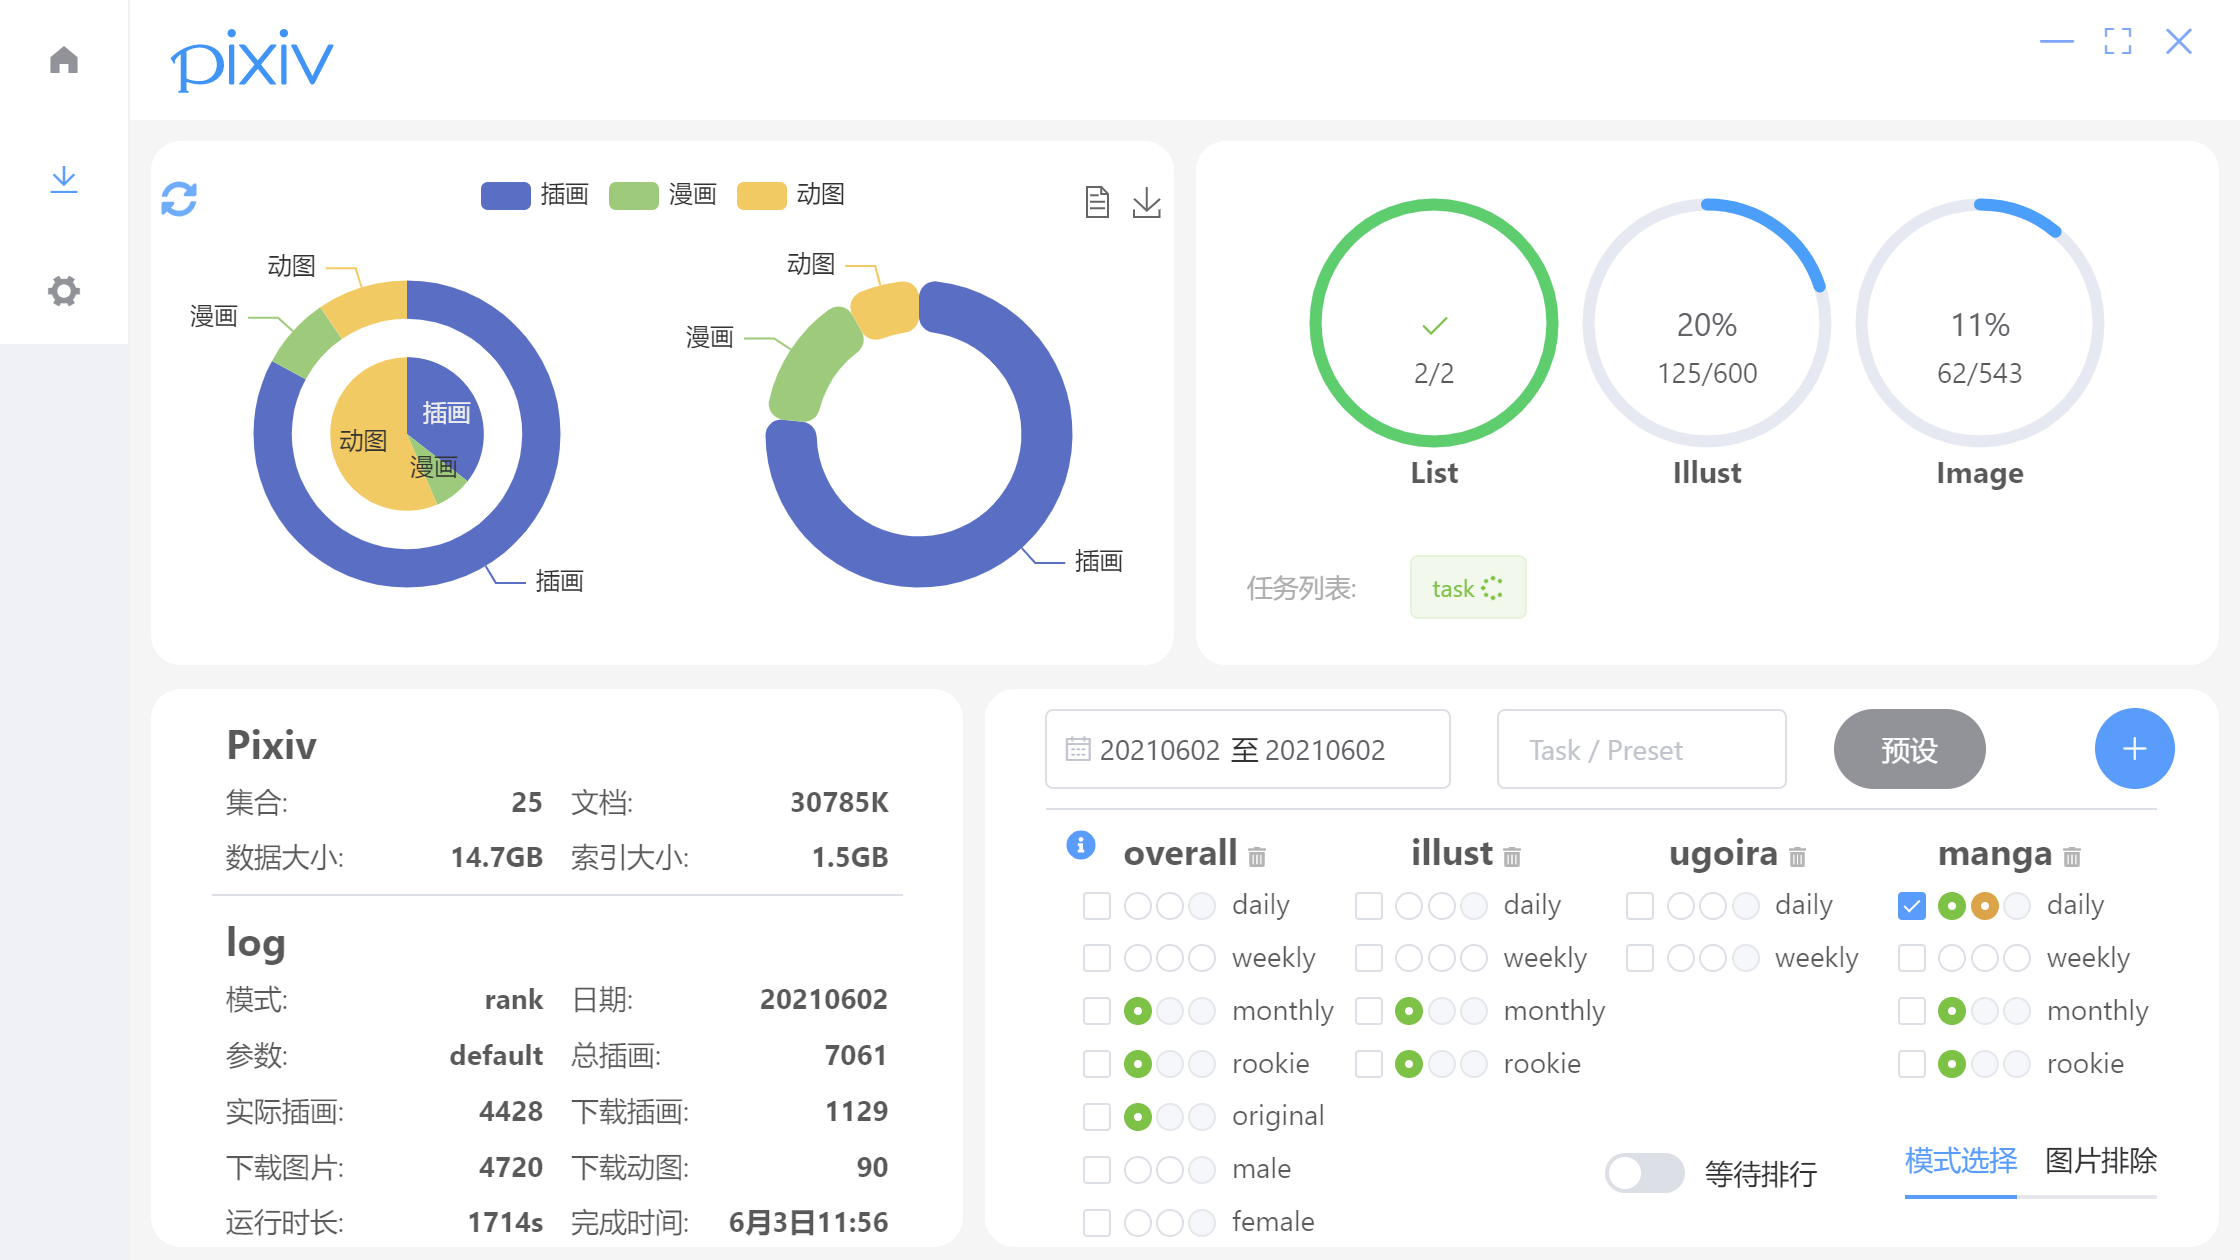 pixiv
插画 漫画 动图
动图
漫画
插画
动图
漫画
插画
动图
漫画
插画
20% 11%
2/2 125/600 62/543
List Illust Image
任务列表: task
Pixiv
集合: 25 文档: 30785K
数据大小: 14.7GB 索引大小: 1.5GB
log
模式: rank 日期: 20210602
参数: default 总插画: 7061
实际插画: 4428 下载插画: 1129
下载图片: 4720 下载动图: 90
运行时长: 1714s 完成时间: 6月3日11:56
20210602 至 20210602 Task / Preset 预设
overall illust ugoira manga
daily daily daily daily
weekly weekly weekly weekly
monthly monthly monthly
rookie rookie rookie
original
male
female
等待排行 模式选择 图片排除